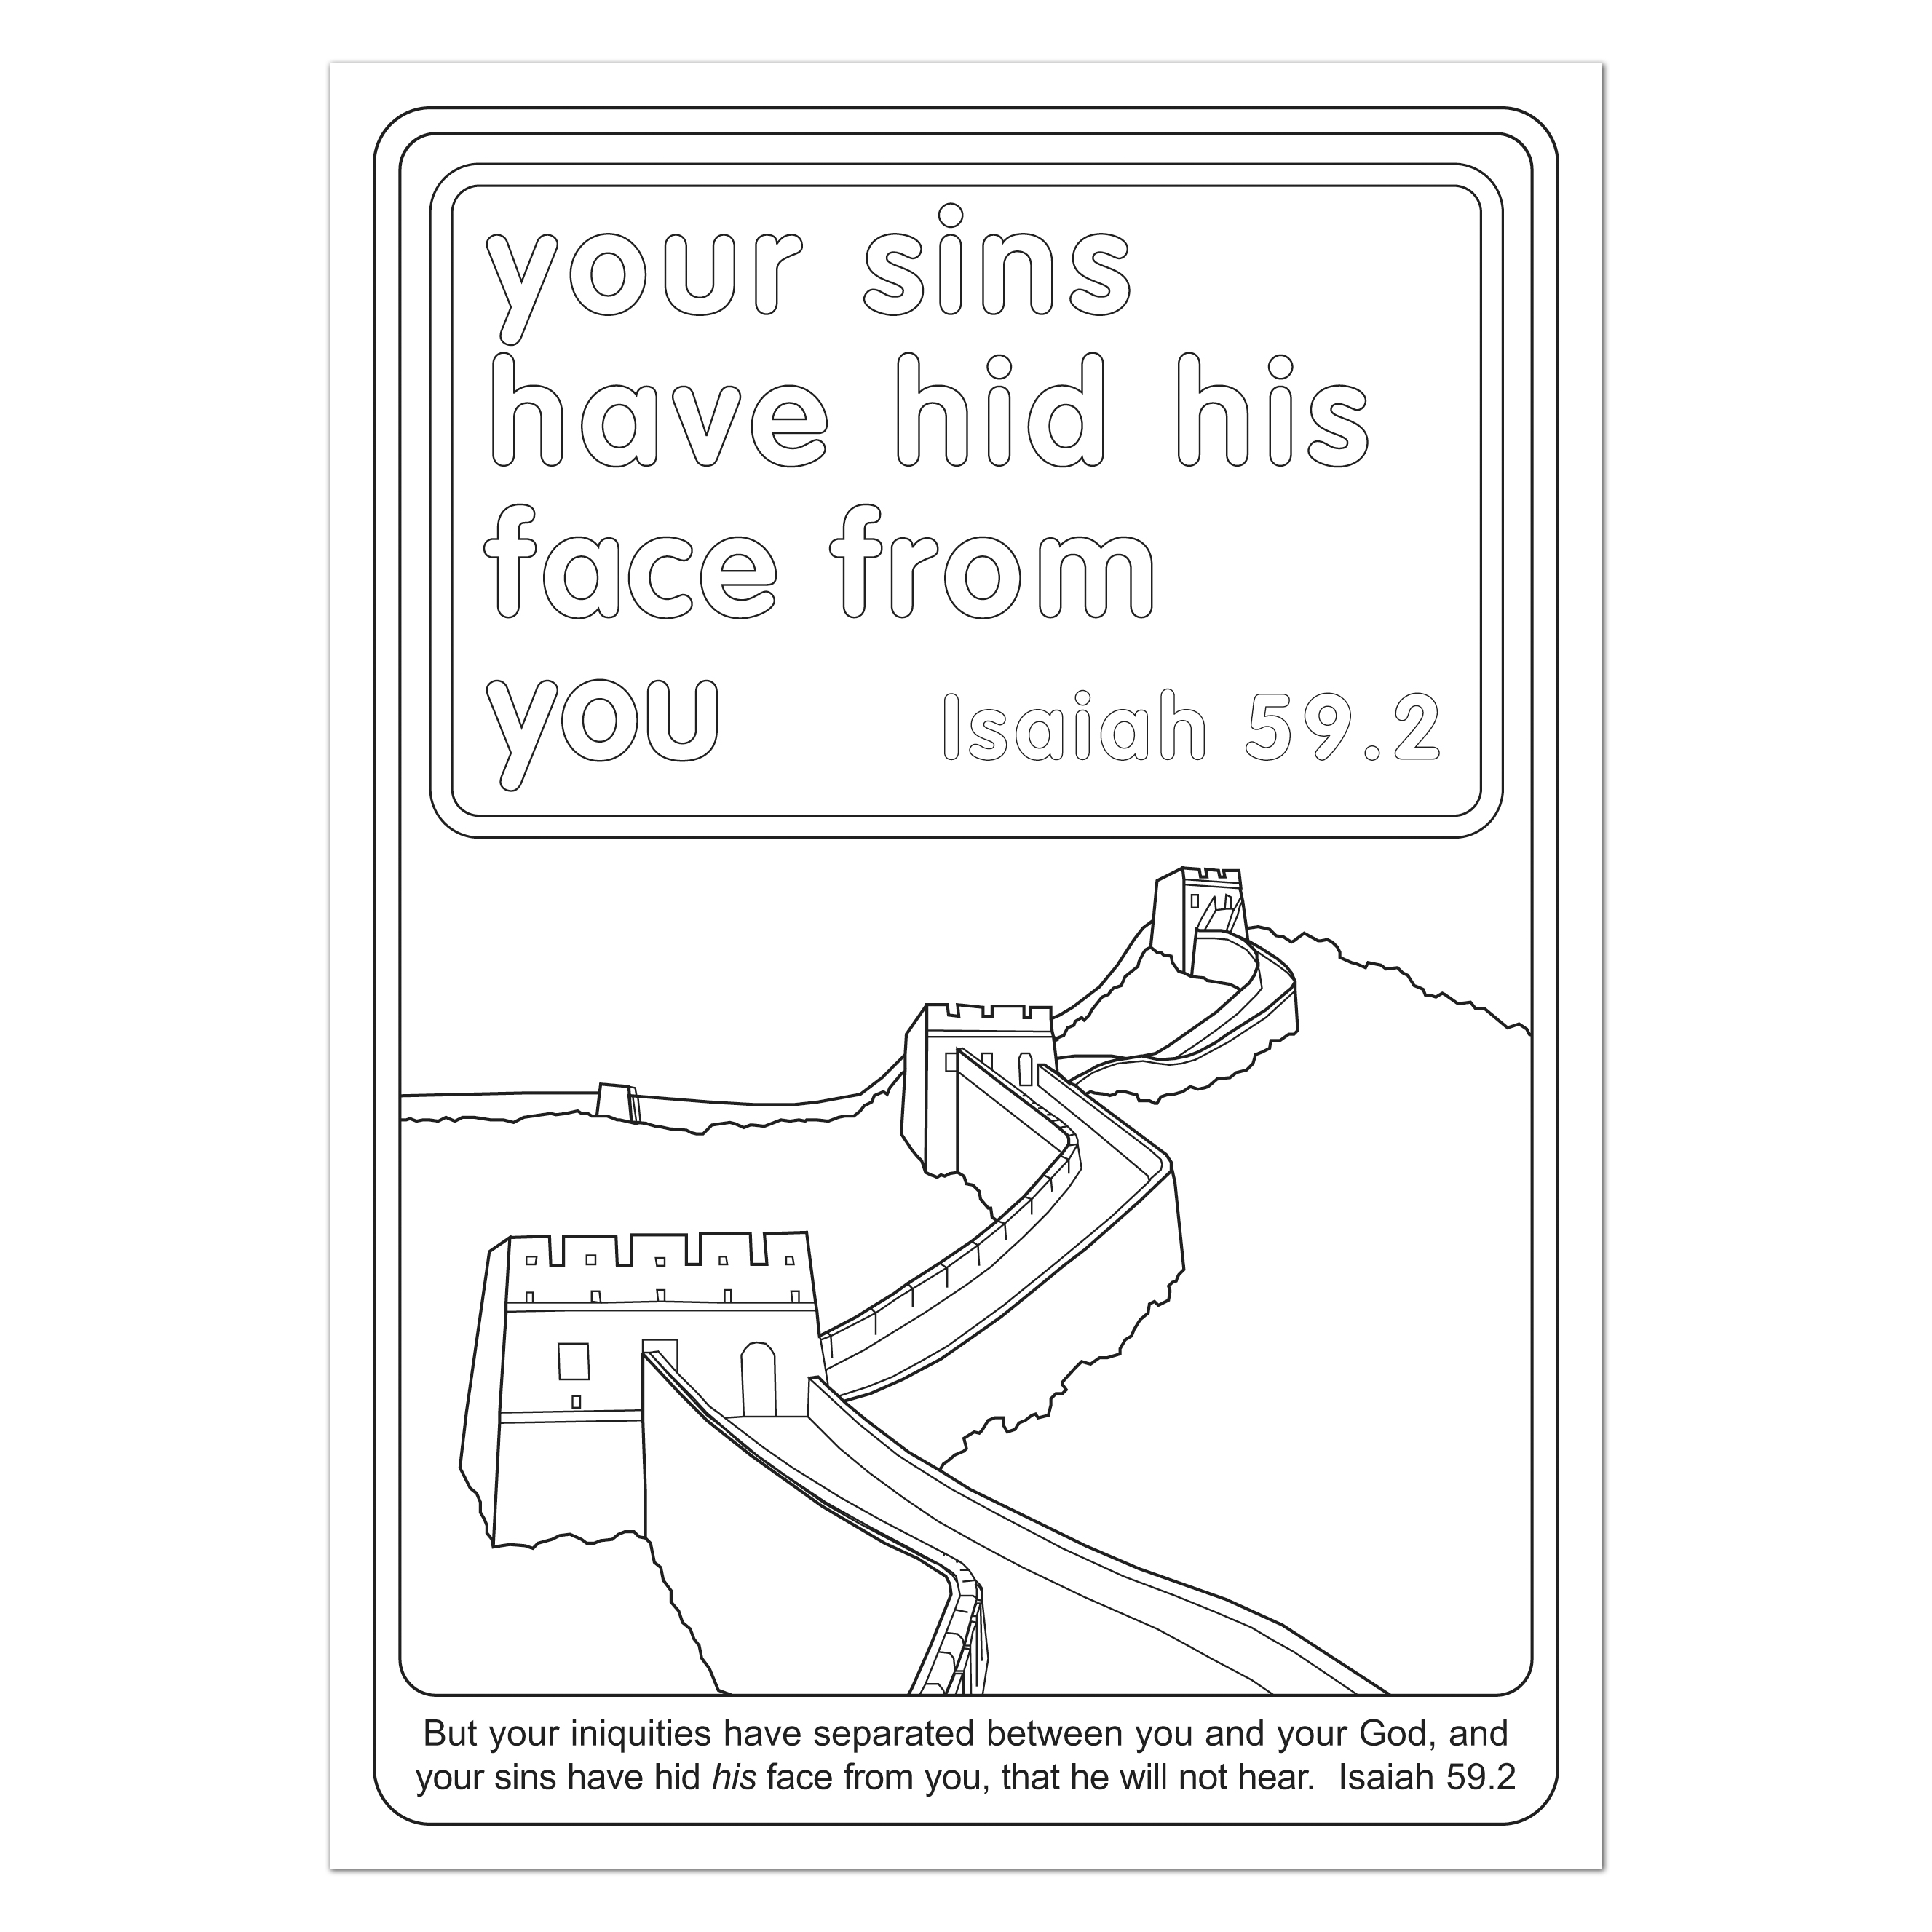 your sins
have hid his
face from
you Isaiah 59.2
But your iniquities have separated between you and your God, and
your sins have hid his face from you, that he will not hear. Isaiah 59.2